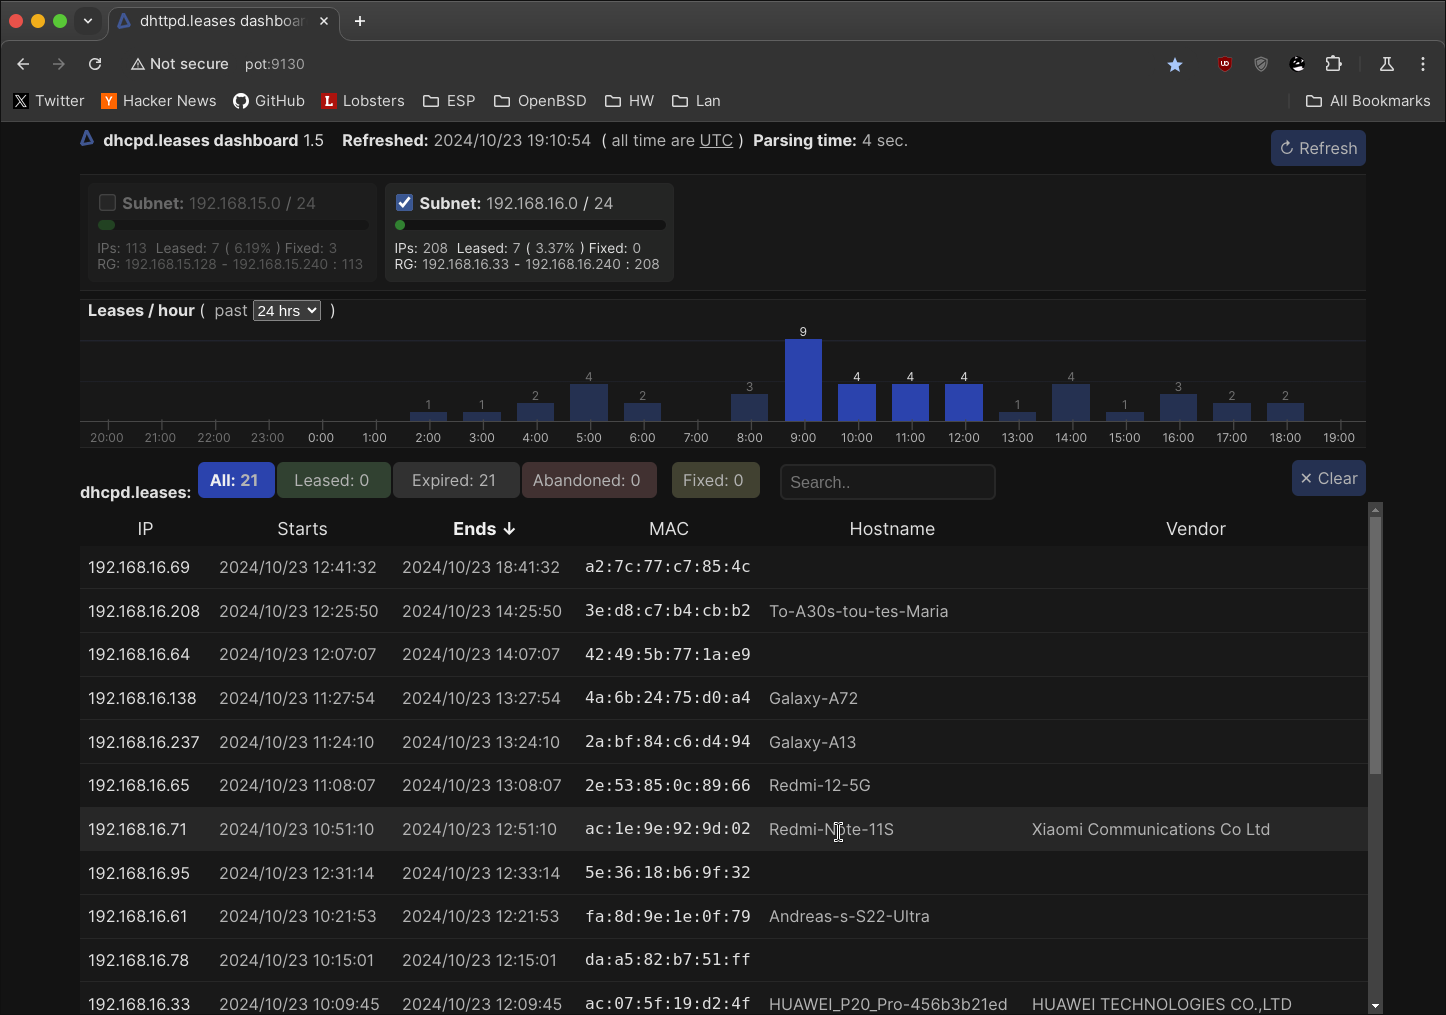 dhttpd.leases dashboar
Not secure pot:9130
Twitter Hacker News GitHub Lobsters ESP OpenBSD HW Lan All Bookmarks
dhcpd.leases dashboard 1.5 Refreshed: 2024/10/23 19:10:54 ( all time are UTC ) Parsing time: 4 sec.
Refresh
Subnet: 192.168.15.0 / 24
IPs: 113 Leased: 7 ( 6.19% ) Fixed: 3
RG: 192.168.15.128 - 192.168.15.240 : 113
Subnet: 192.168.16.0 / 24
IPs: 208 Leased: 7 ( 3.37% ) Fixed: 0
RG: 192.168.16.33 - 192.168.16.240 : 208
Leases / hour ( past 24 hrs )
1 1 2 4 2 3 9 4 4 4 1 4 1 3 2 2
20:00 21:00 22:00 23:00 0:00 1:00 2:00 3:00 4:00 5:00 6:00 7:00 8:00 9:00 10:00 11:00 12:00 13:00 14:00 15:00 16:00 17:00 18:00 19:00
dhcpd.leases: All: 21 Leased: 0 Expired: 21 Abandoned: 0 Fixed: 0 Search.. Clear
IP Starts Ends ↓ MAC Hostname Vendor
192.168.16.69 2024/10/23 12:41:32 2024/10/23 18:41:32 a2:7c:77:c7:85:4c
192.168.16.208 2024/10/23 12:25:50 2024/10/23 14:25:50 3e:d8:c7:b4:cb:b2 To-A30s-tou-tes-Maria
192.168.16.64 2024/10/23 12:07:07 2024/10/23 14:07:07 42:49:5b:77:1a:e9
192.168.16.138 2024/10/23 11:27:54 2024/10/23 13:27:54 4a:6b:24:75:d0:a4 Galaxy-A72
192.168.16.237 2024/10/23 11:24:10 2024/10/23 13:24:10 2a:bf:84:c6:d4:94 Galaxy-A13
192.168.16.65 2024/10/23 11:08:07 2024/10/23 13:08:07 2e:53:85:0c:89:66 Redmi-12-5G
192.168.16.71 2024/10/23 10:51:10 2024/10/23 12:51:10 ac:1e:9e:92:9d:02 Redmi-Note-11S Xiaomi Communications Co Ltd
192.168.16.95 2024/10/23 12:31:14 2024/10/23 12:33:14 5e:36:18:b6:9f:32
192.168.16.61 2024/10/23 10:21:53 2024/10/23 12:21:53 fa:8d:9e:1e:0f:79 Andreas-s-S22-Ultra
192.168.16.78 2024/10/23 10:15:01 2024/10/23 12:15:01 da:a5:82:b7:51:ff
192.168.16.33 2024/10/23 10:09:45 2024/10/23 12:09:45 ac:07:5f:19:d2:4f HUAWEI_P20_Pro-456b3b21ed HUAWEI TECHNOLOGIES CO.,LTD